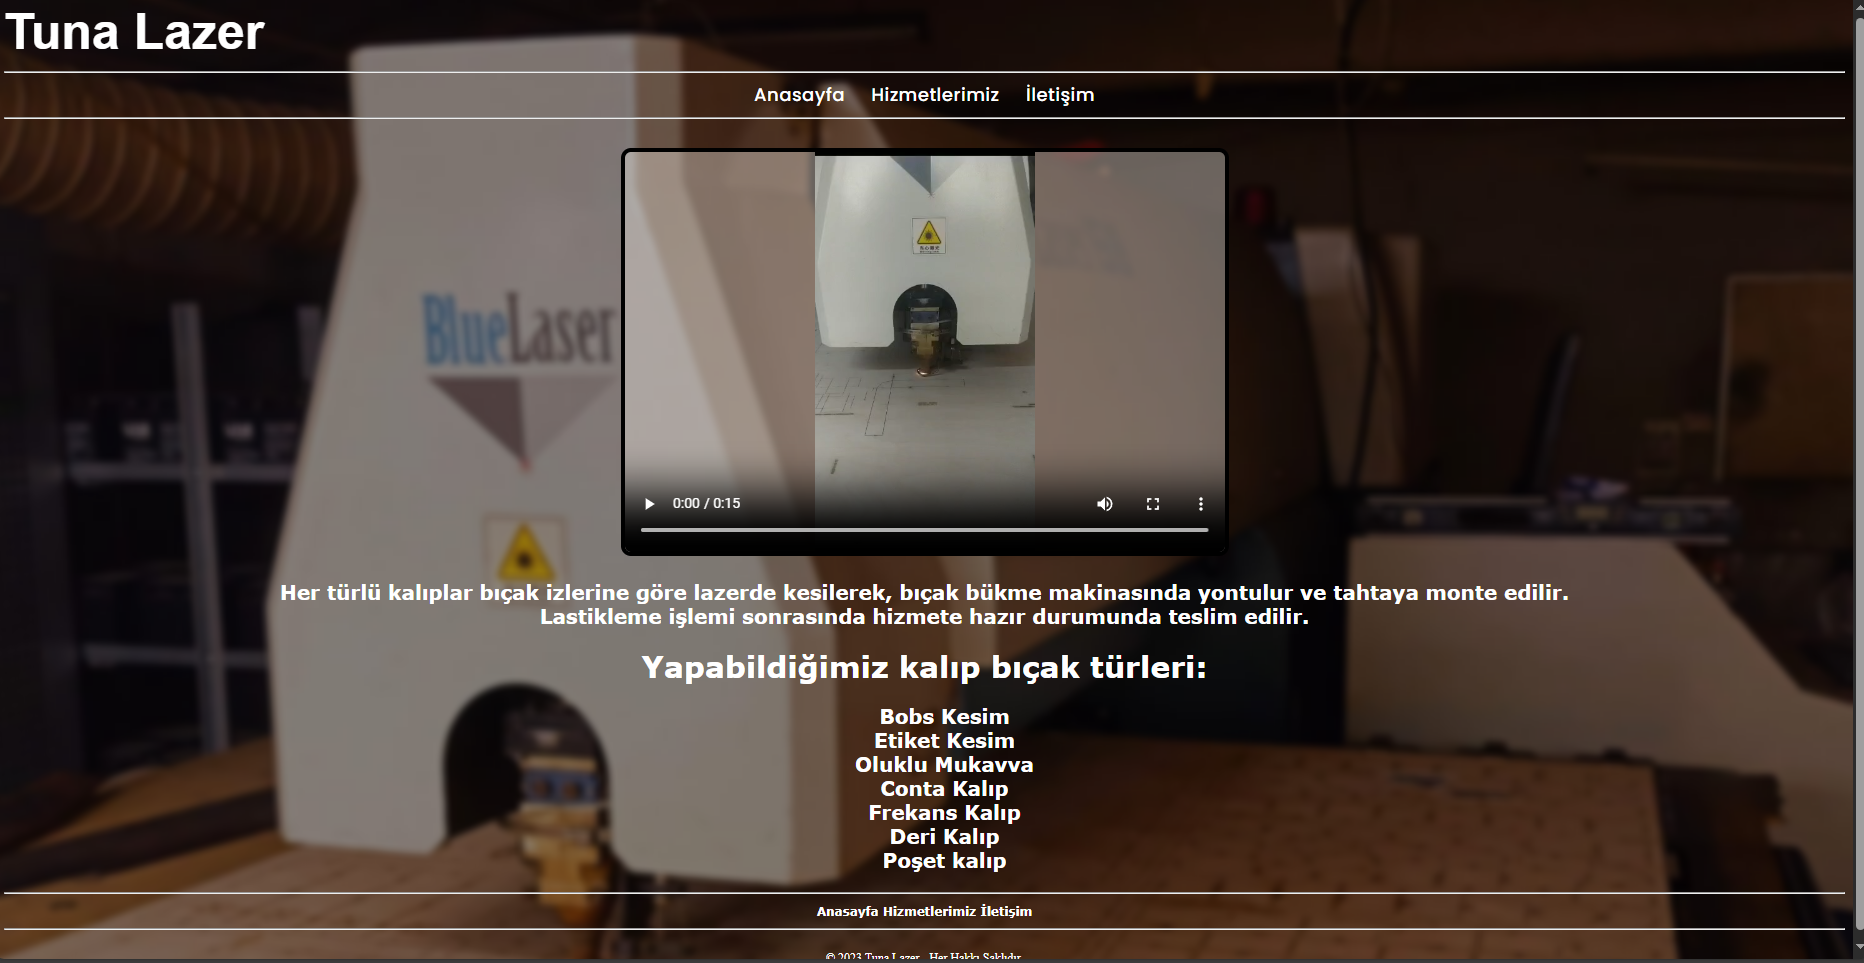 Tuna Lazer
Anasayfa Hizmetlerimiz İletişim
BlueLaser
0:00 / 0:15
Her türlü kalıplar bıçak izlerine göre lazerde kesilerek, bıçak bükme makinasında yontulur ve tahtaya monte edilir.
Lastikleme işlemi sonrasında hizmete hazır durumunda teslim edilir.
Yapabildiğimiz kalıp bıçak türleri:
Bobs Kesim
Etiket Kesim
Oluklu Mukavva
Conta Kalıp
Frekans Kalıp
Deri Kalıp
Poşet kalıp
Anasayfa Hizmetlerimiz İletişim
© 2023 Tuna Lazer - Her Hakkı Saklıdır